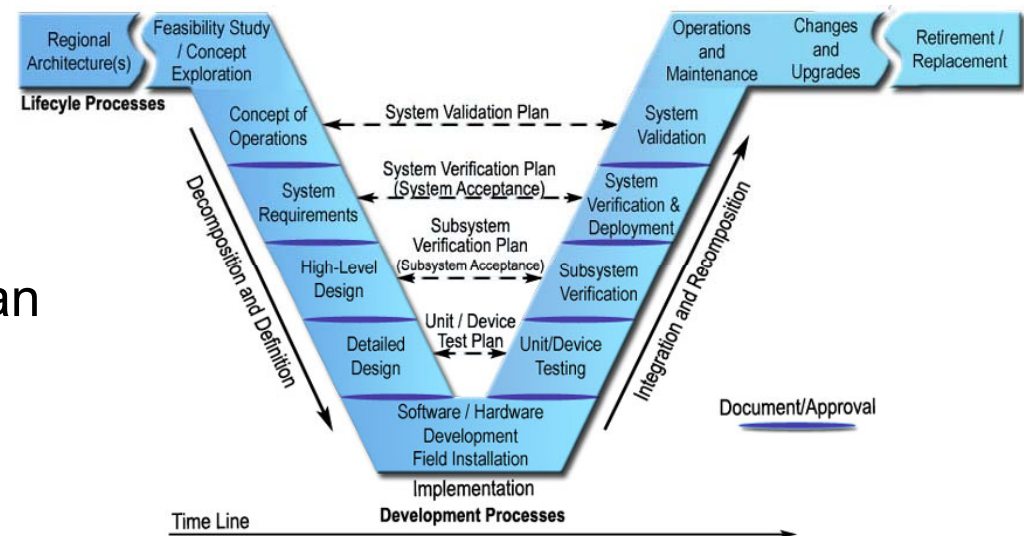 Regional
Architecture(s)
Feasibility Study
/ Concept
Exploration
Operations
and
Maintenance
Changes
and
Upgrades
Retirement /
Replacement
Lifecyle Processes
Concept of
Operations
System Validation Plan
System
Validation
System Verification Plan
(System Acceptance)
System
Requirements
System
Verification &
Deployment
Subsystem
Verification Plan
(Subsystem Acceptance)
High-Level
Design
Subsystem
Verification
an
Unit / Device
Test Plan
Detailed
Design
Unit/Device
Testing
Decomposition and Definition
Integration and Recomposition
Software / Hardware
Development
Field Installation
Document/Approval
Implementation
Development Processes
Time Line